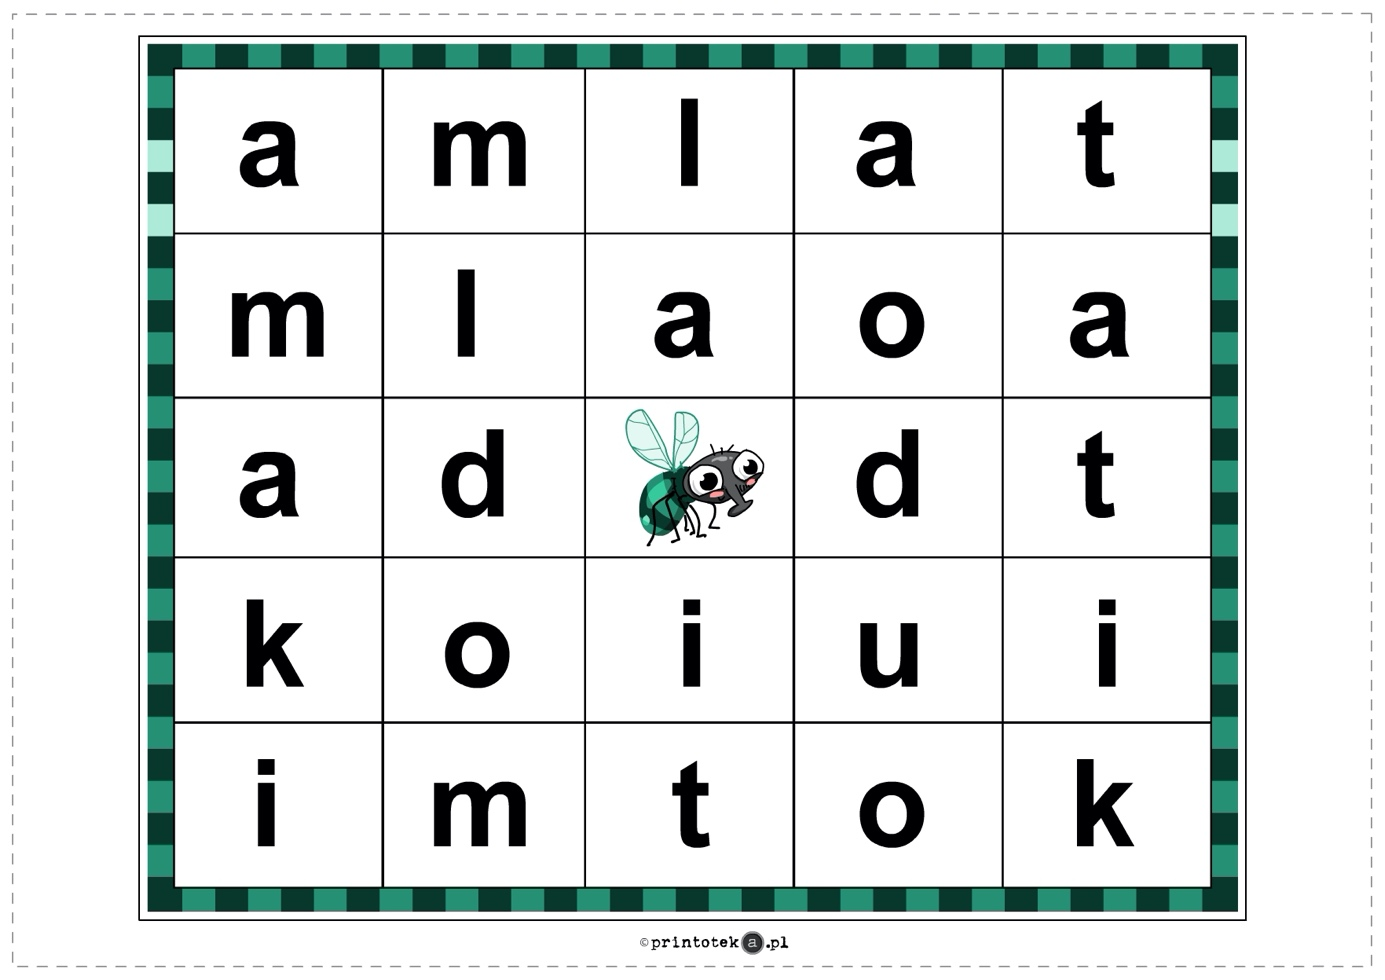 a m l a t
m l a o a
a d d t
k o i u i
i m t o k
©printoteka.pl